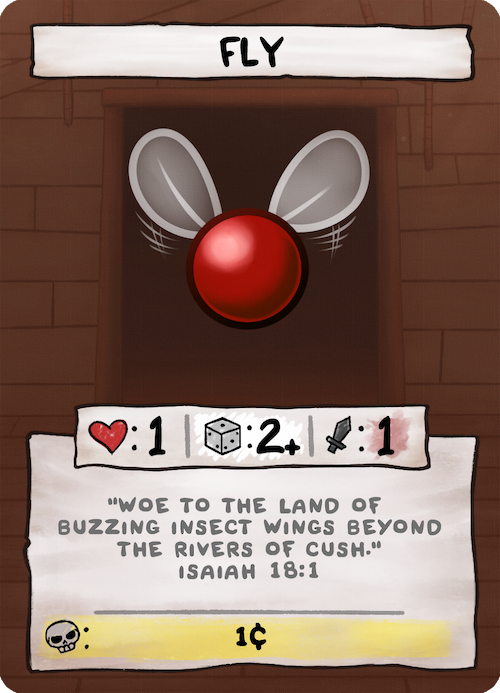 FLY
:1 :2+ :1
"WOE TO THE LAND OF
BUZZING INSECT WINGS BEYOND
THE RIVERS OF CUSH."
ISAIAH 18:1
: 1¢